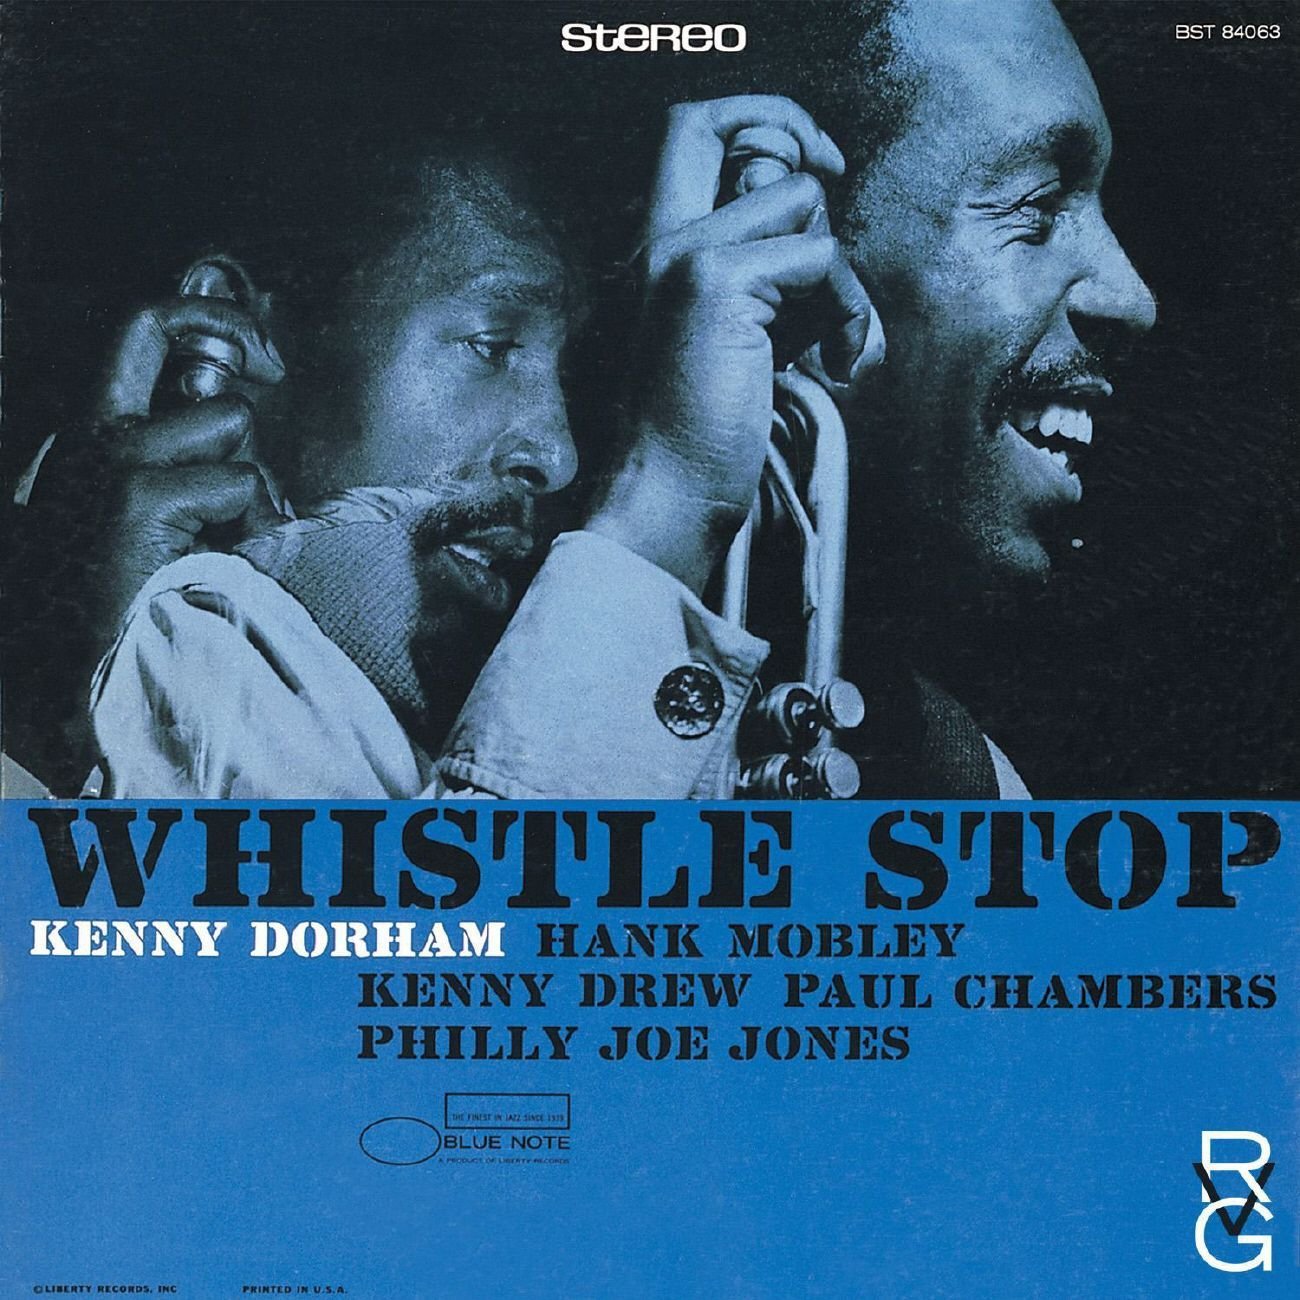 stereo
BST 84063
WHISTLE STOP
KENNY DORHAM HANK MOBLEY
KENNY DREW PAUL CHAMBERS
PHILLY JOE JONES
THE FINEST IN JAZZ SINCE 1939
BLUE NOTE
A PRODUCT OF LIBERTY RECORDS
RVG
©LIBERTY RECORDS, INC PRINTED IN U.S.A.